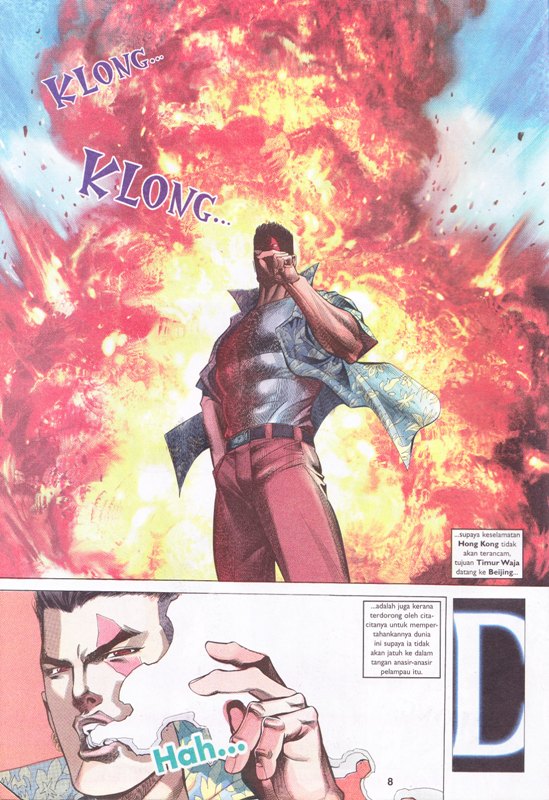 KLONG...
KLONG...
...supaya keselamatan
Hong Kong tidak
akan terancam,
tujuan Timur Waja
datang ke Beijing...
...adalah juga kerana
terdorong oleh cita-
citanya untuk memper-
tahankannya dunia
ini supaya ia tidak
akan jatuh ke dalam
tangan anasir-anasir
pelampau itu.
D
Hah...
8